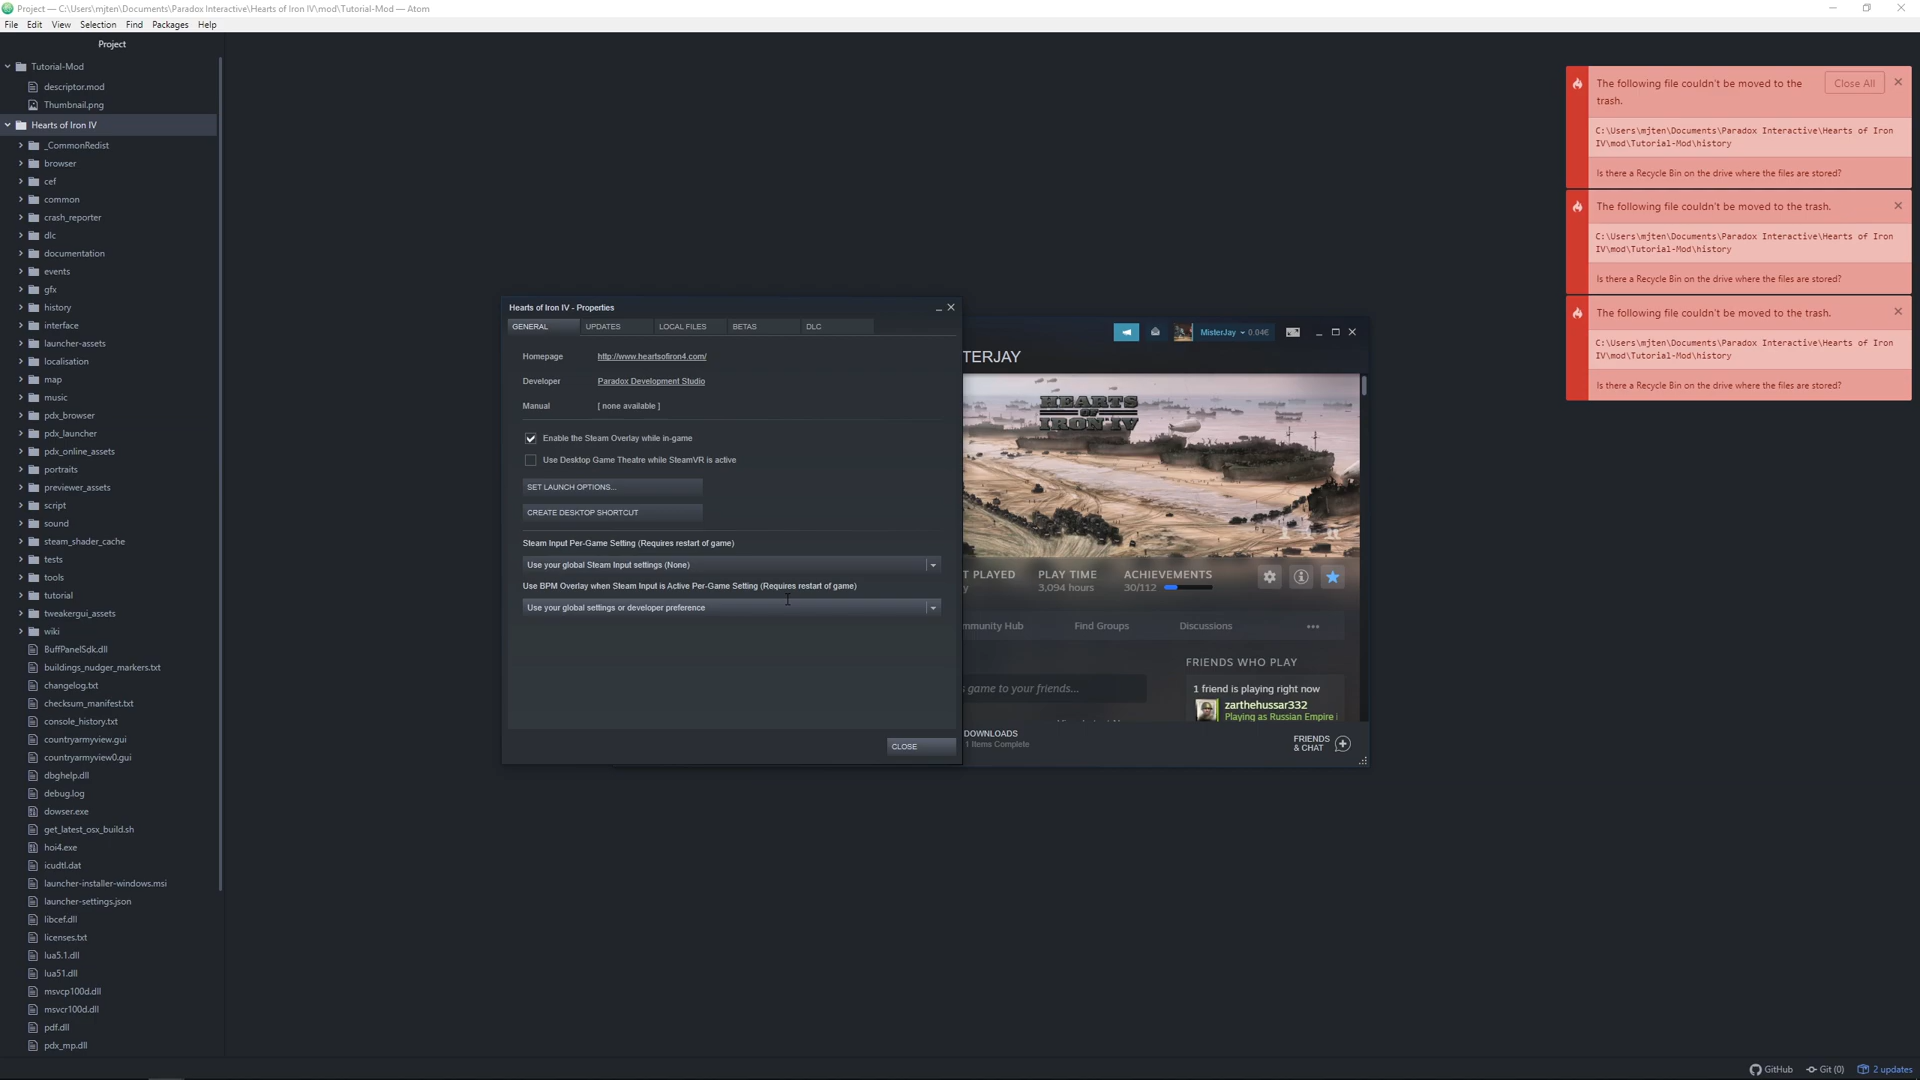 Project — C:\Users\mjten\Documents\Paradox Interactive\Hearts of Iron IV\mod\Tutorial-Mod — Atom
File Edit View Selection Find Packages Help
Project
Tutorial-Mod
descriptor.mod
Thumbnail.png
Hearts of Iron IV
_CommonRedist
browser
cef
common
crash_reporter
dlc
documentation
events
gfx
history
interface
launcher-assets
localisation
map
music
pdx_browser
pdx_launcher
pdx_online_assets
portraits
previewer_assets
script
sound
steam_shader_cache
tests
tools
tutorial
tweakergui_assets
wiki
BuffPanelSdk.dll
buildings_nudger_markers.txt
changelog.txt
checksum_manifest.txt
console_history.txt
countryarmyview.gui
countryarmyview0.gui
dbghelp.dll
debug.log
dowser.exe
get_latest_osx_build.sh
hoi4.exe
icudtl.dat
launcher-installer-windows.msi
launcher-settings.json
libcef.dll
licenses.txt
lua5.1.dll
lua51.dll
msvcp100d.dll
msvcr100d.dll
pdf.dll
pdx_mp.dll
Hearts of Iron IV - Properties
GENERAL UPDATES LOCAL FILES BETAS DLC
Homepage http://www.heartsofiron4.com/
Developer Paradox Development Studio
Manual [ none available ]
Enable the Steam Overlay while in-game
Use Desktop Game Theatre while SteamVR is active
SET LAUNCH OPTIONS...
CREATE DESKTOP SHORTCUT
Steam Input Per-Game Setting (Requires restart of game)
Use your global Steam Input settings (None)
Use BPM Overlay when Steam Input is Active Per-Game Setting (Requires restart of game)
Use your global settings or developer preference
CLOSE
MisterJay 0.04€
TERJAY
HEARTS
OF
IRON IV
T PLAYED PLAY TIME ACHIEVEMENTS
y 3,094 hours 30/112
mmunity Hub Find Groups Discussions
FRIENDS WHO PLAY
s game to your friends...
1 friend is playing right now
zarthehussar332
Playing as Russian Empire i
DOWNLOADS
1 Items Complete
FRIENDS
& CHAT
The following file couldn't be moved to the
trash.
Close All
C:\Users\mjten\Documents\Paradox Interactive\Hearts of Iron
IV\mod\Tutorial-Mod\history
Is there a Recycle Bin on the drive where the files are stored?
The following file couldn't be moved to the trash.
C:\Users\mjten\Documents\Paradox Interactive\Hearts of Iron
IV\mod\Tutorial-Mod\history
Is there a Recycle Bin on the drive where the files are stored?
The following file couldn't be moved to the trash.
C:\Users\mjten\Documents\Paradox Interactive\Hearts of Iron
IV\mod\Tutorial-Mod\history
Is there a Recycle Bin on the drive where the files are stored?
GitHub Git (0) 2 updates